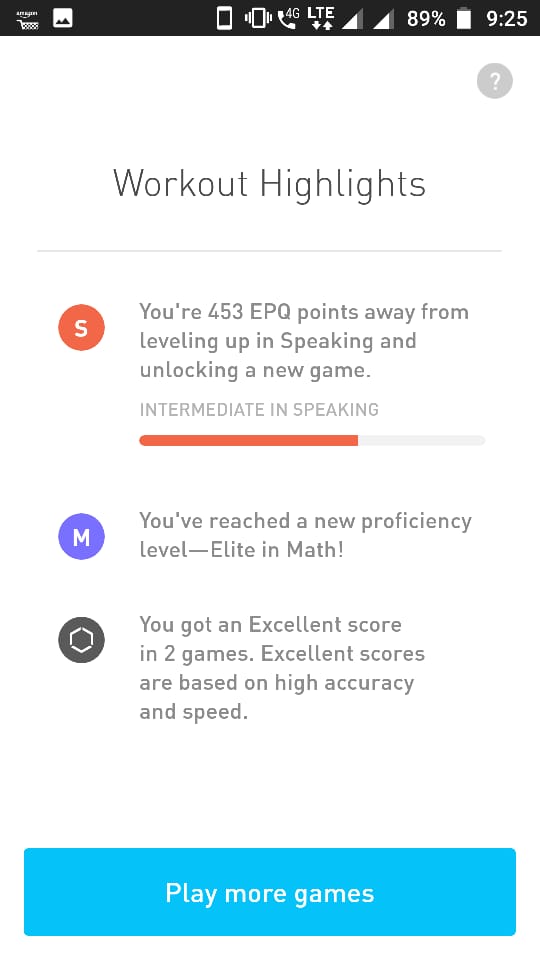 amazon
4G
LTE
89%
9:25
?
Workout Highlights
S
You're 453 EPQ points away from
leveling up in Speaking and
unlocking a new game.
INTERMEDIATE IN SPEAKING
M
You've reached a new proficiency
level—Elite in Math!
You got an Excellent score
in 2 games. Excellent scores
are based on high accuracy
and speed.
Play more games